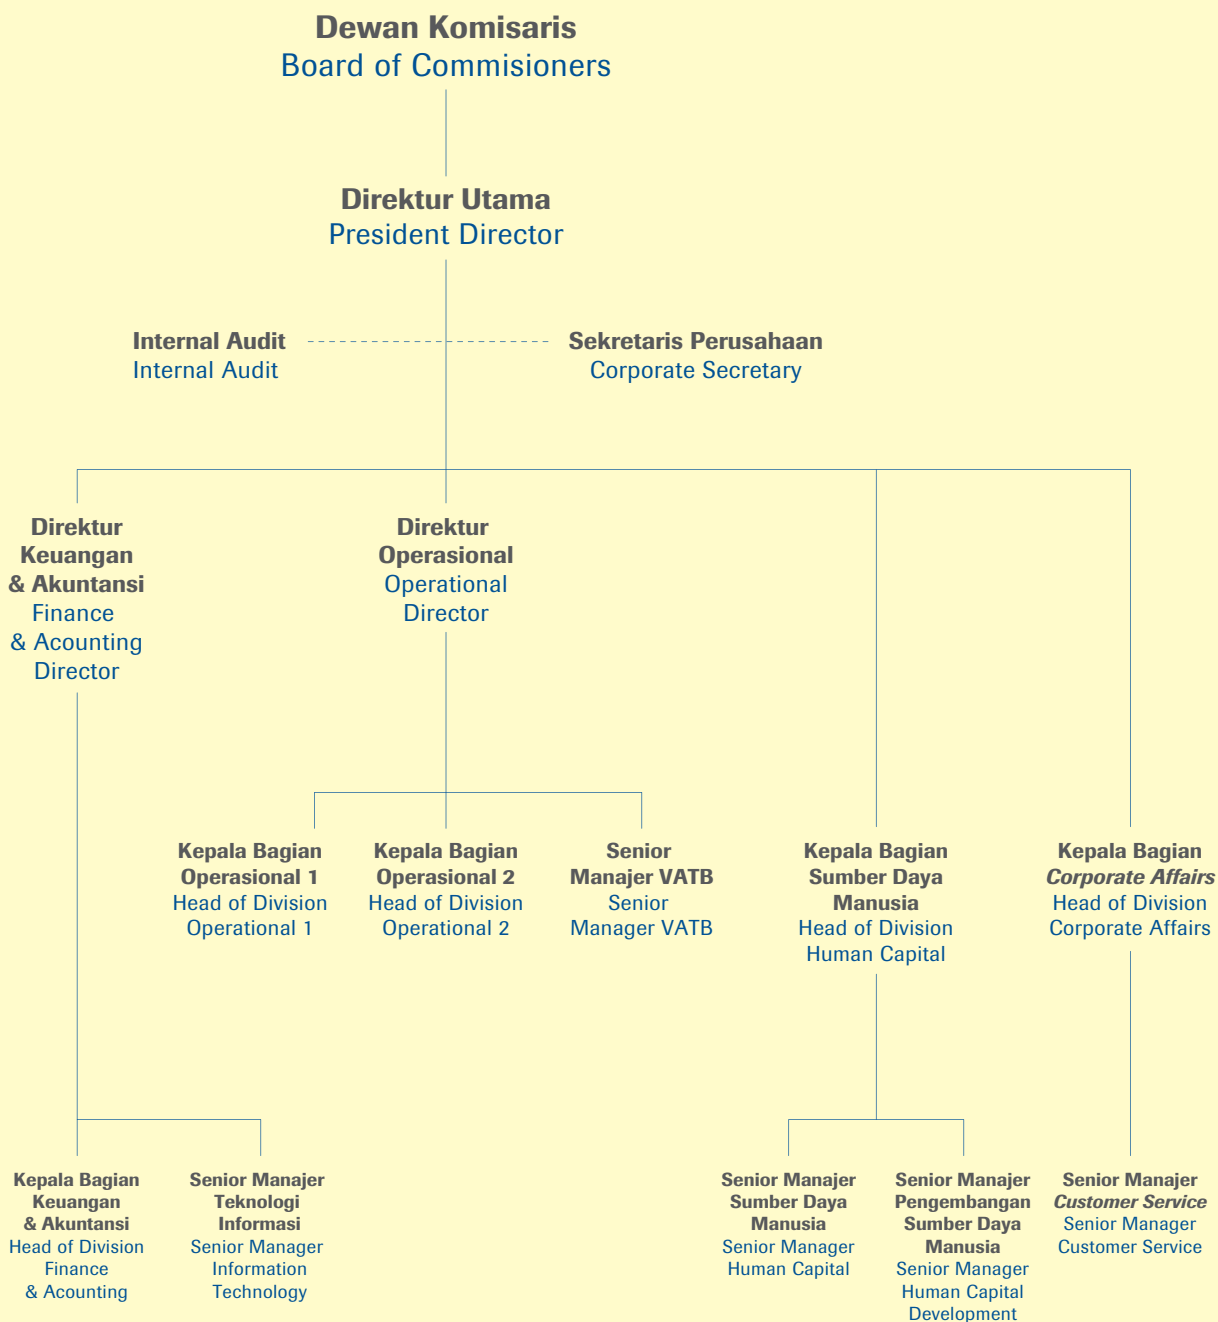 Dewan Komisaris
Board of Commisioners
Direktur Utama
President Director
Internal Audit
Internal Audit
Sekretaris Perusahaan
Corporate Secretary
Direktur
Keuangan
& Akuntansi
Finance
& Acounting
Director
Direktur
Operasional
Operational
Director
Kepala Bagian
Operasional 1
Head of Division
Operational 1
Kepala Bagian
Operasional 2
Head of Division
Operational 2
Senior
Manajer VATB
Senior
Manager VATB
Kepala Bagian
Sumber Daya
Manusia
Head of Division
Human Capital
Kepala Bagian
Corporate Affairs
Head of Division
Corporate Affairs
Kepala Bagian
Keuangan
& Akuntansi
Head of Division
Finance
& Acounting
Senior Manajer
Teknologi
Informasi
Senior Manager
Information
Technology
Senior Manajer
Sumber Daya
Manusia
Senior Manager
Human Capital
Senior Manajer
Pengembangan
Sumber Daya
Manusia
Senior Manager
Human Capital
Development
Senior Manajer
Customer Service
Senior Manager
Customer Service